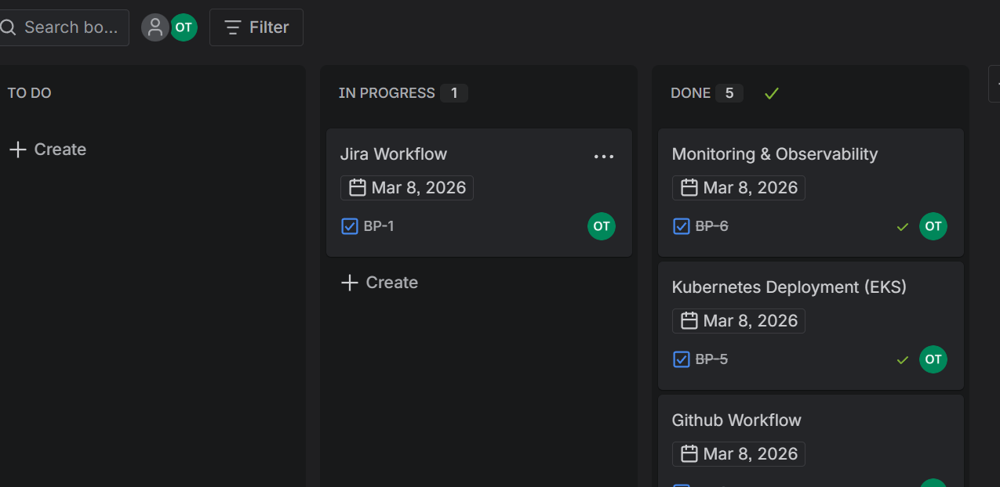 Search bo...
OT
Filter
TO DO
Create
IN PROGRESS 1
Jira Workflow
Mar 8, 2026
BP-1
OT
Create
DONE 5
Monitoring & Observability
Mar 8, 2026
BP-6
OT
Kubernetes Deployment (EKS)
Mar 8, 2026
BP-5
OT
Github Workflow
Mar 8, 2026